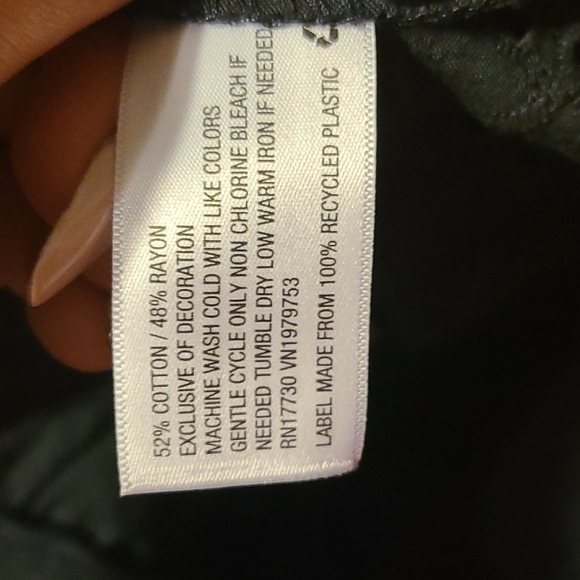 52% COTTON / 48% RAYON
EXCLUSIVE OF DECORATION
MACHINE WASH COLD WITH LIKE COLORS
GENTLE CYCLE ONLY NON CHLORINE BLEACH IF
NEEDED TUMBLE DRY LOW WARM IRON IF NEEDED
RN17730 VN1979753
LABEL MADE FROM 100% RECYCLED PLASTIC